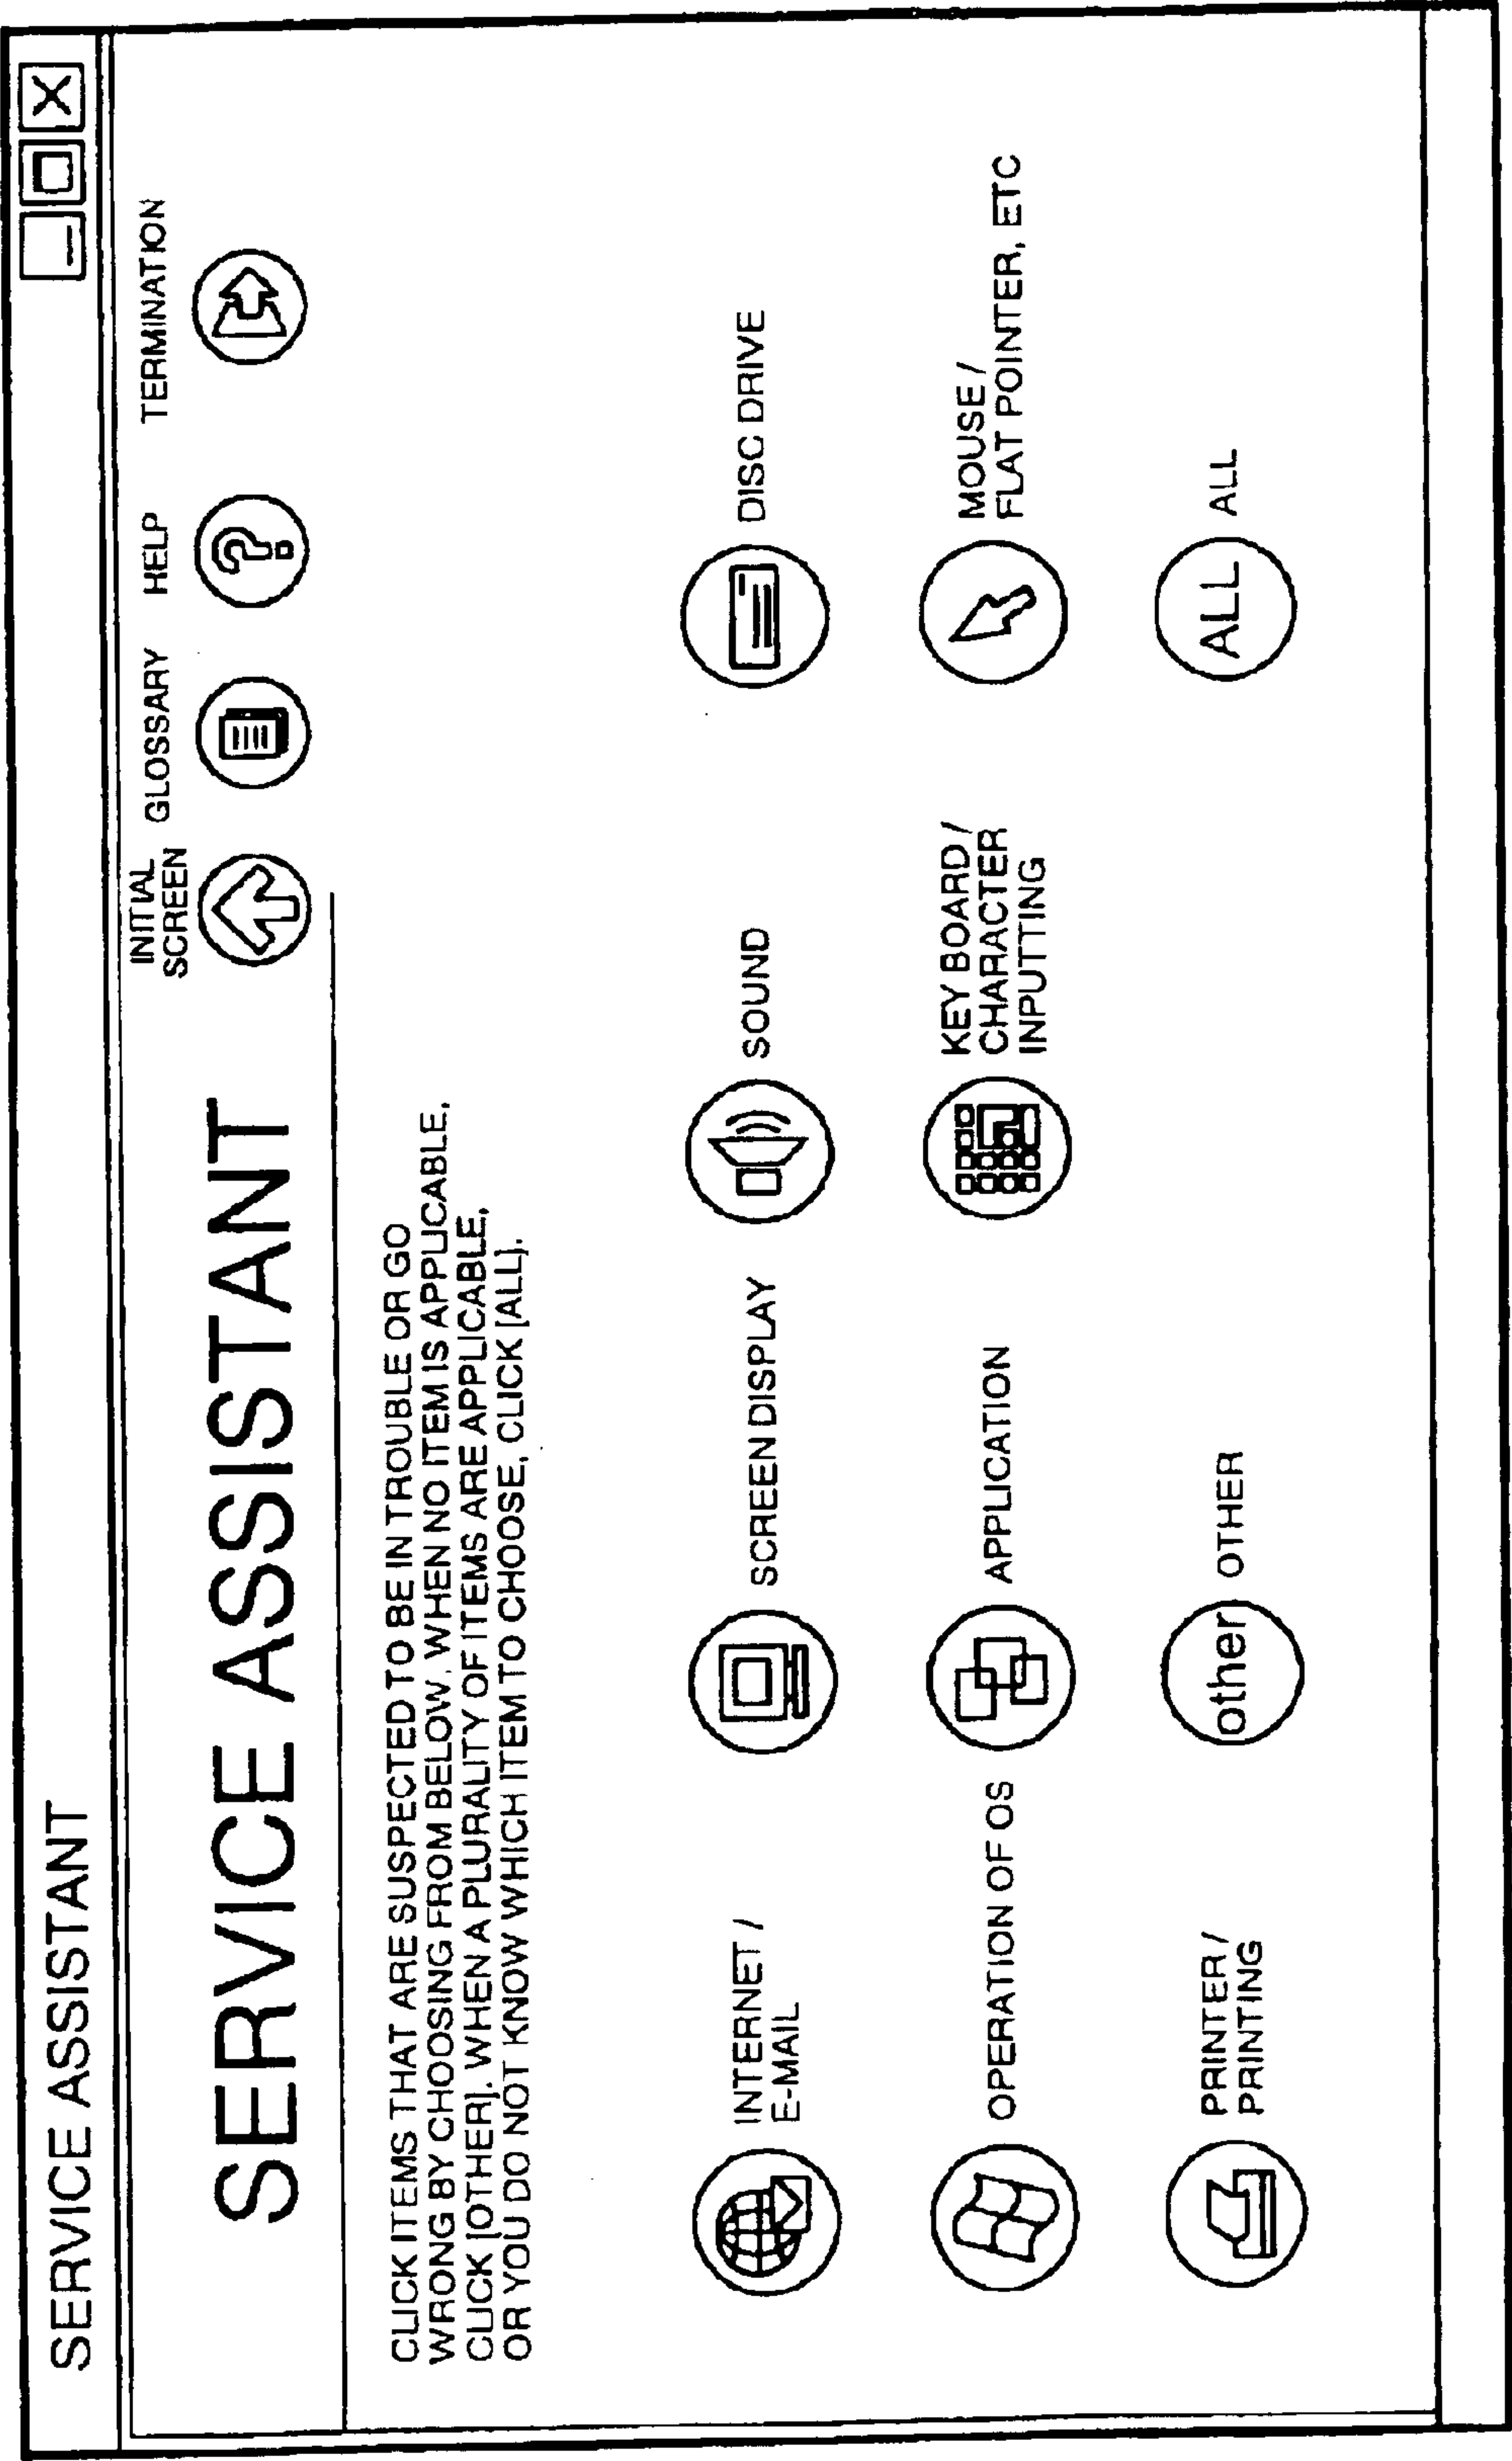 SERVICE ASSISTANT
SERVICE ASSISTANT
INITIAL
SCREEN
GLOSSARY
HELP
TERMINATION
CLICK ITEMS THAT ARE SUSPECTED TO BE IN TROUBLE OR GO
WRONG BY CHOOSING FROM BELOW. WHEN NO ITEM IS APPLICABLE,
CLICK [OTHER]. WHEN A PLURALITY OF ITEMS ARE APPLICABLE,
OR YOU DO NOT KNOW WHICH ITEM TO CHOOSE, CLICK [ALL].
INTERNET /
E-MAIL
SCREEN DISPLAY
SOUND
DISC DRIVE
OPERATION OF OS
APPLICATION
KEY BOARD /
CHARACTER
INPUTTING
MOUSE /
FLAT POINTER, ETC
PRINTER /
PRINTING
other
OTHER
ALL
ALL